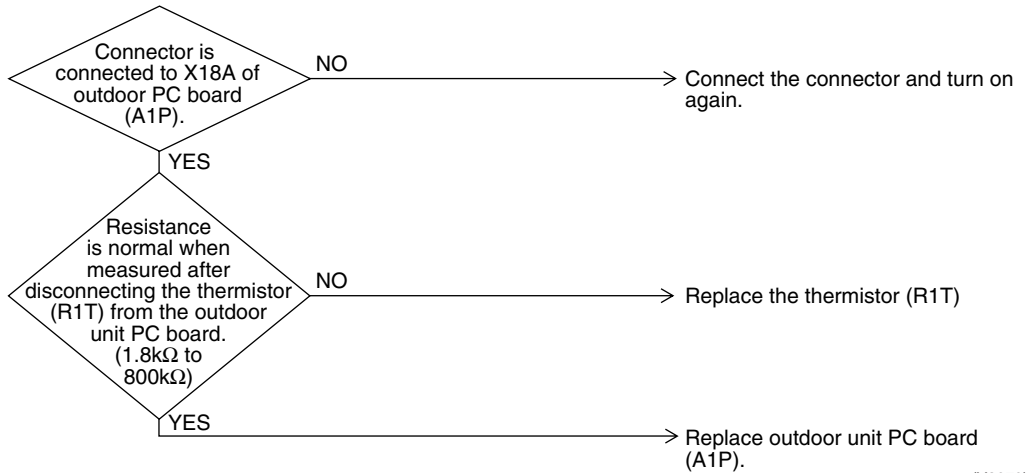 Connector is
connected to X18A of
outdoor PC board
(A1P).
NO
Connect the connector and turn on
again.
YES
Resistance
is normal when
measured after
disconnecting the thermistor
(R1T) from the outdoor
unit PC board.
(1.8kΩ to
800kΩ)
NO
Replace the thermistor (R1T)
YES
Replace outdoor unit PC board
(A1P).